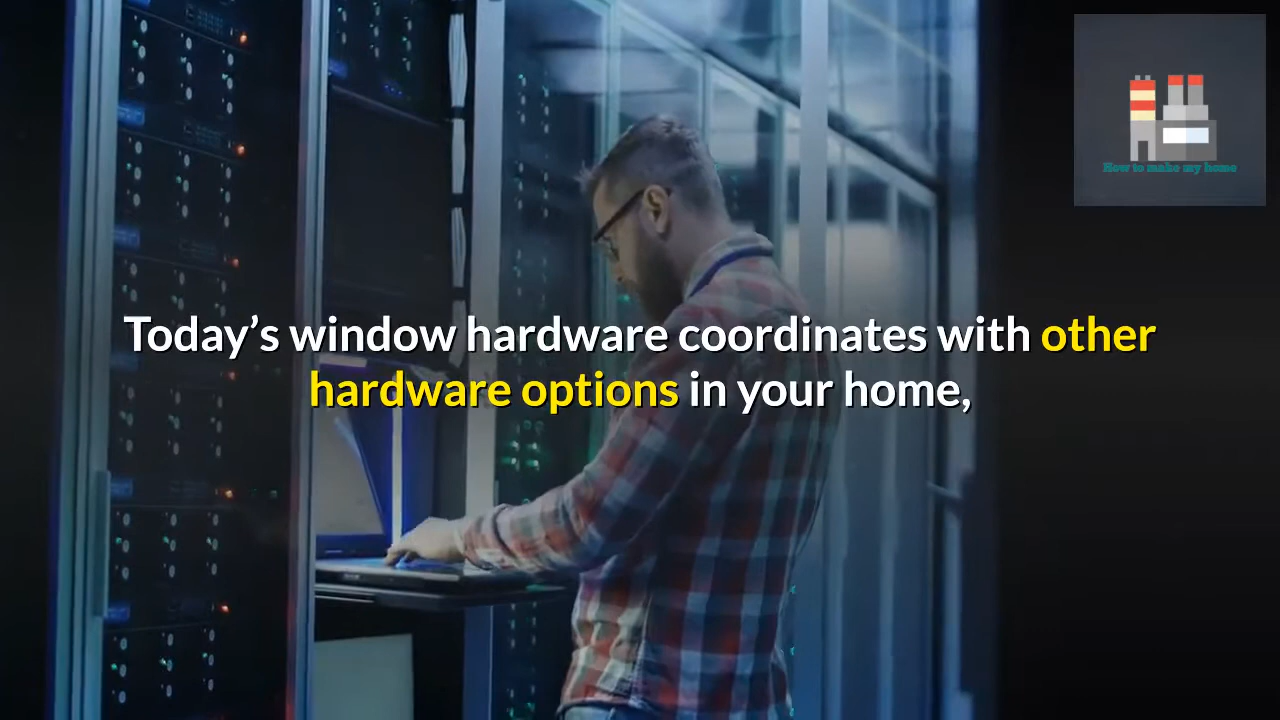 How to make my home
Today’s window hardware coordinates with other
hardware options in your home,